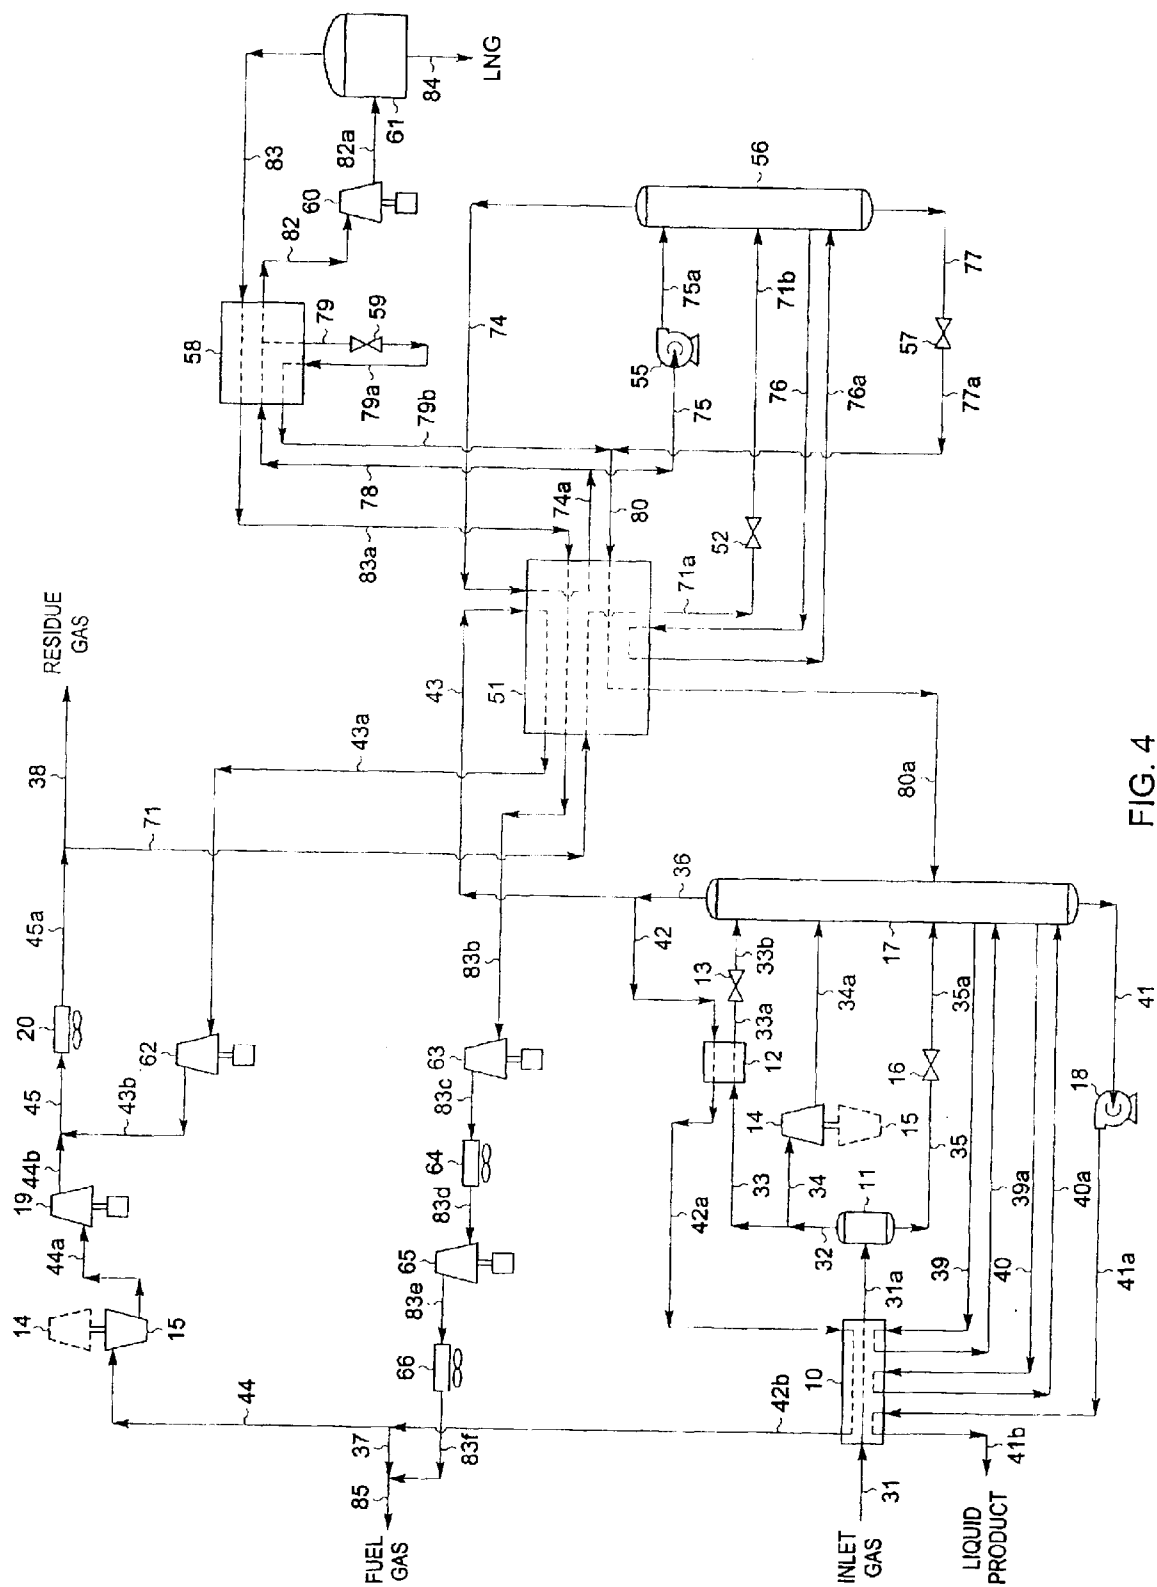 RESIDUE
GAS
38
71
45a
20
45
43b
62
44b
19
44a
14
15
44
37
85
FUEL
GAS
83f
66
83e
65
83d
64
83c
63
83b
43a
43
51
83
58
82
60
82a
61
84
LNG
79
59
79a
79b
78
83a
74
74a
80
71a
52
75
55
75a
71b
76
76a
56
77
57
77a
80a
36
42
42a
42b
12
33a
13
33b
33
34
14
15
34a
17
32
11
35
16
35a
31a
10
31
INLET
GAS
39
39a
40
40a
41
18
41a
41b
LIQUID
PRODUCT
FIG. 4